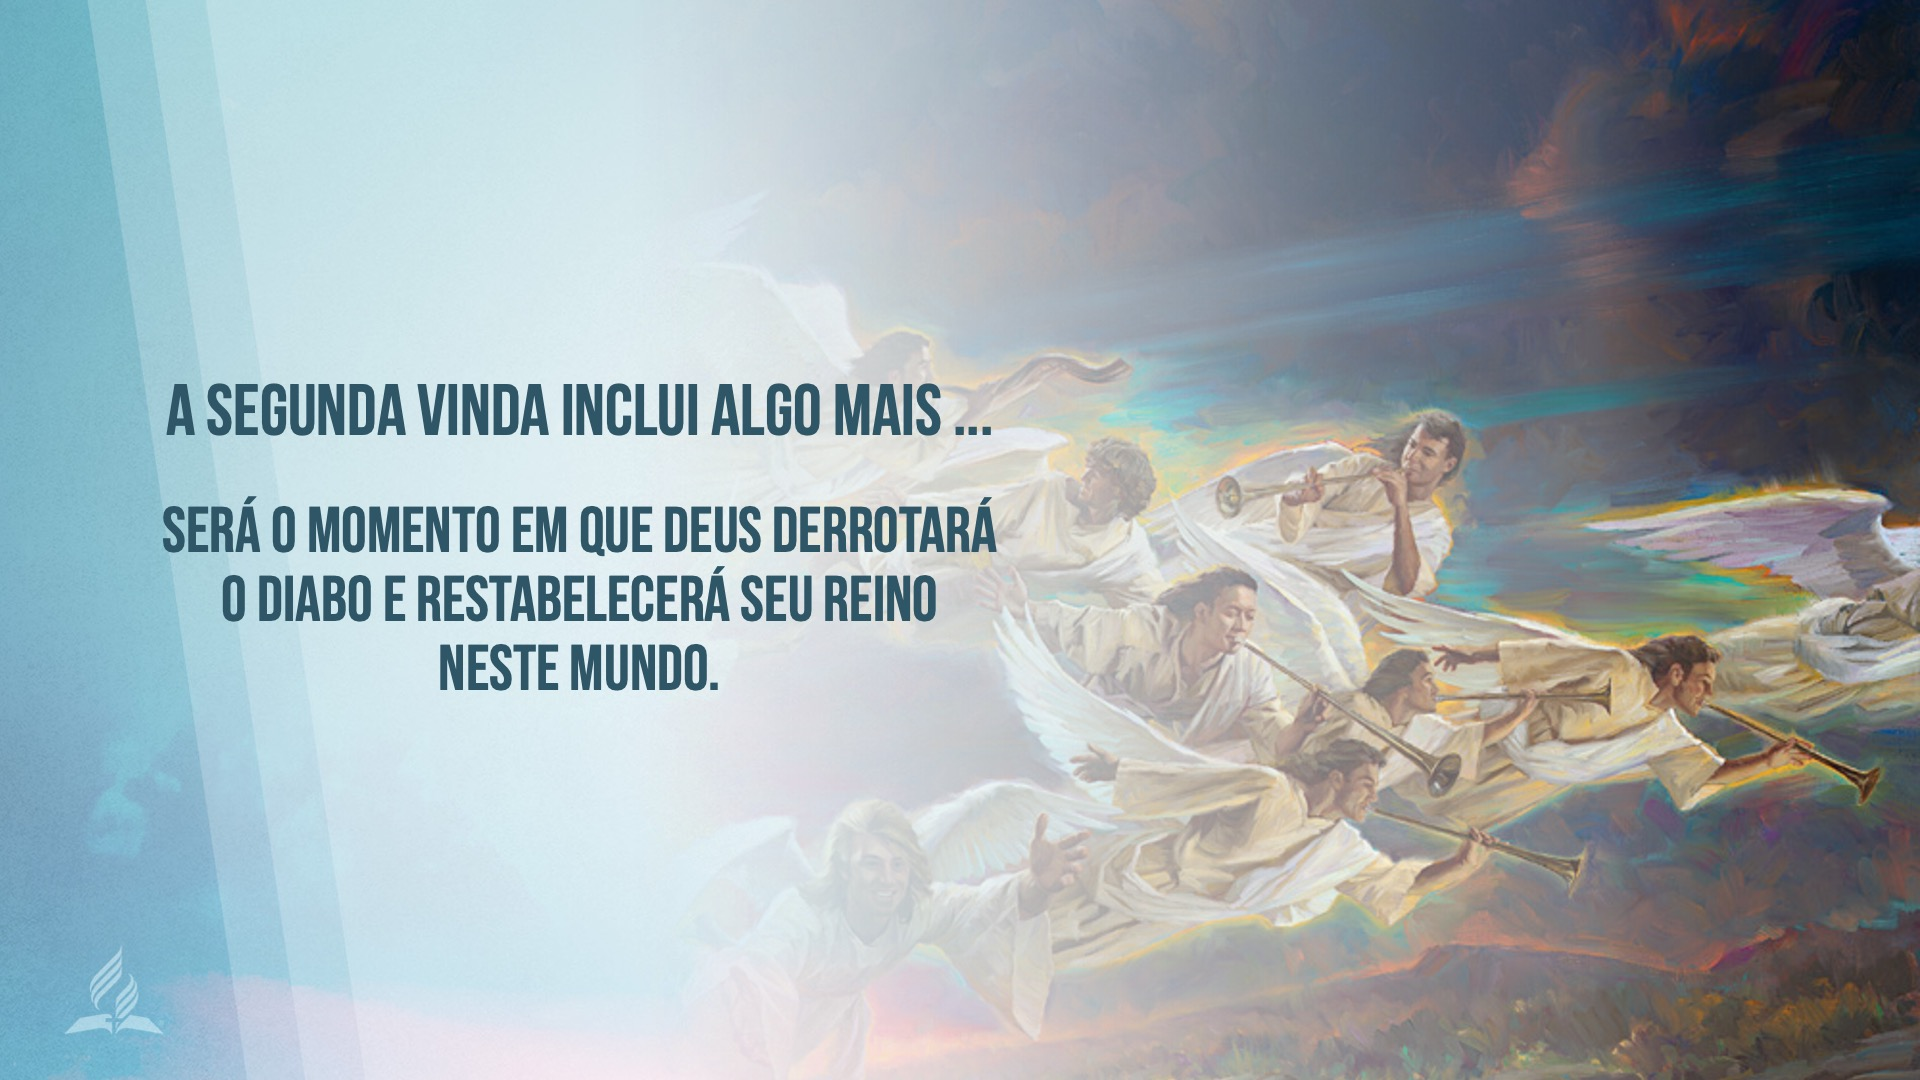 A SEGUNDA VINDA INCLUI ALGO MAIS ...
SERÁ O MOMENTO EM QUE DEUS DERROTARÁ
O DIABO E RESTABELECERÁ SEU REINO
NESTE MUNDO.